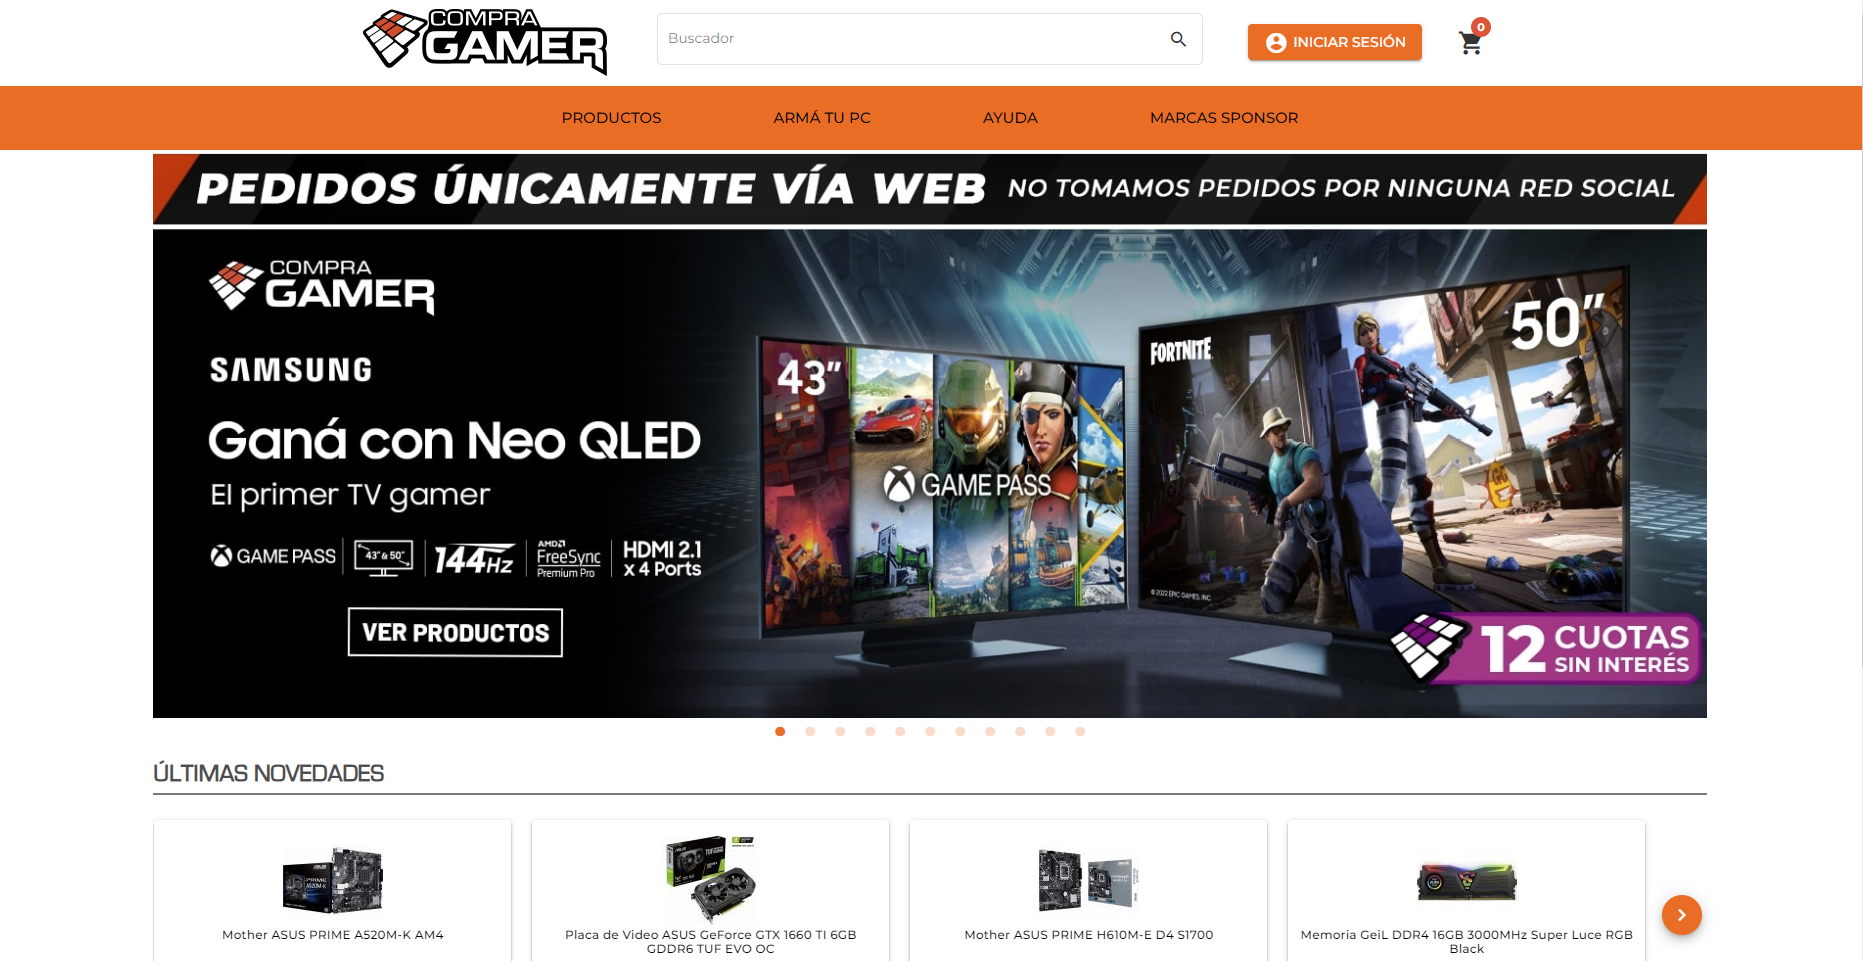 COMPRA
GAMER
Buscador
INICIAR SESIÓN
0
PRODUCTOS
ARMÁ TU PC
AYUDA
MARCAS SPONSOR
PEDIDOS ÚNICAMENTE VÍA WEB NO TOMAMOS PEDIDOS POR NINGUNA RED SOCIAL
COMPRA
GAMER
SAMSUNG
Ganá con Neo QLED
El primer TV gamer
GAME PASS
43" & 50"
144Hz
AMD
FreeSync
Premium Pro
HDMI 2.1
x 4 Ports
VER PRODUCTOS
43"
GAME PASS
FORTNITE
50"
© 2022 EPIC GAMES, INC
12 CUOTAS
SIN INTERÉS
ÚLTIMAS NOVEDADES
PRIME
A520M-K
Mother ASUS PRIME A520M-K AM4
Placa de Video ASUS GeForce GTX 1660 TI 6GB
GDDR6 TUF EVO OC
Mother ASUS PRIME H610M-E D4 S1700
Memoria GeiL DDR4 16GB 3000MHz Super Luce RGB
Black